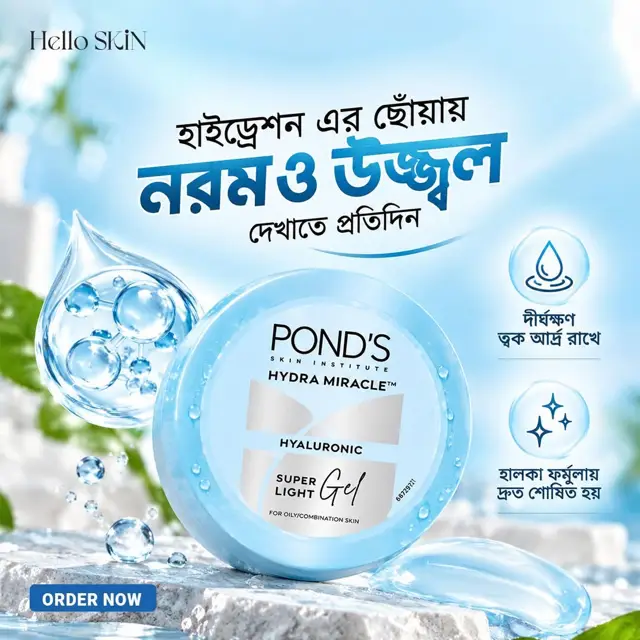 Hello SKiN
হাইড্রেশন এর ছোঁয়ায়
নরম ও উজ্জ্বল
দেখাতে প্রতিদিন
দীর্ঘক্ষণ
ত্বক আর্দ্র রাখে
হালকা ফর্মুলায়
দ্রুত শোষিত হয়
POND'S
SKIN INSTITUTE
HYDRA MIRACLE™
HYALURONIC
SUPER LIGHT Gel
FOR OILY/COMBINATION SKIN
68729721
ORDER NOW